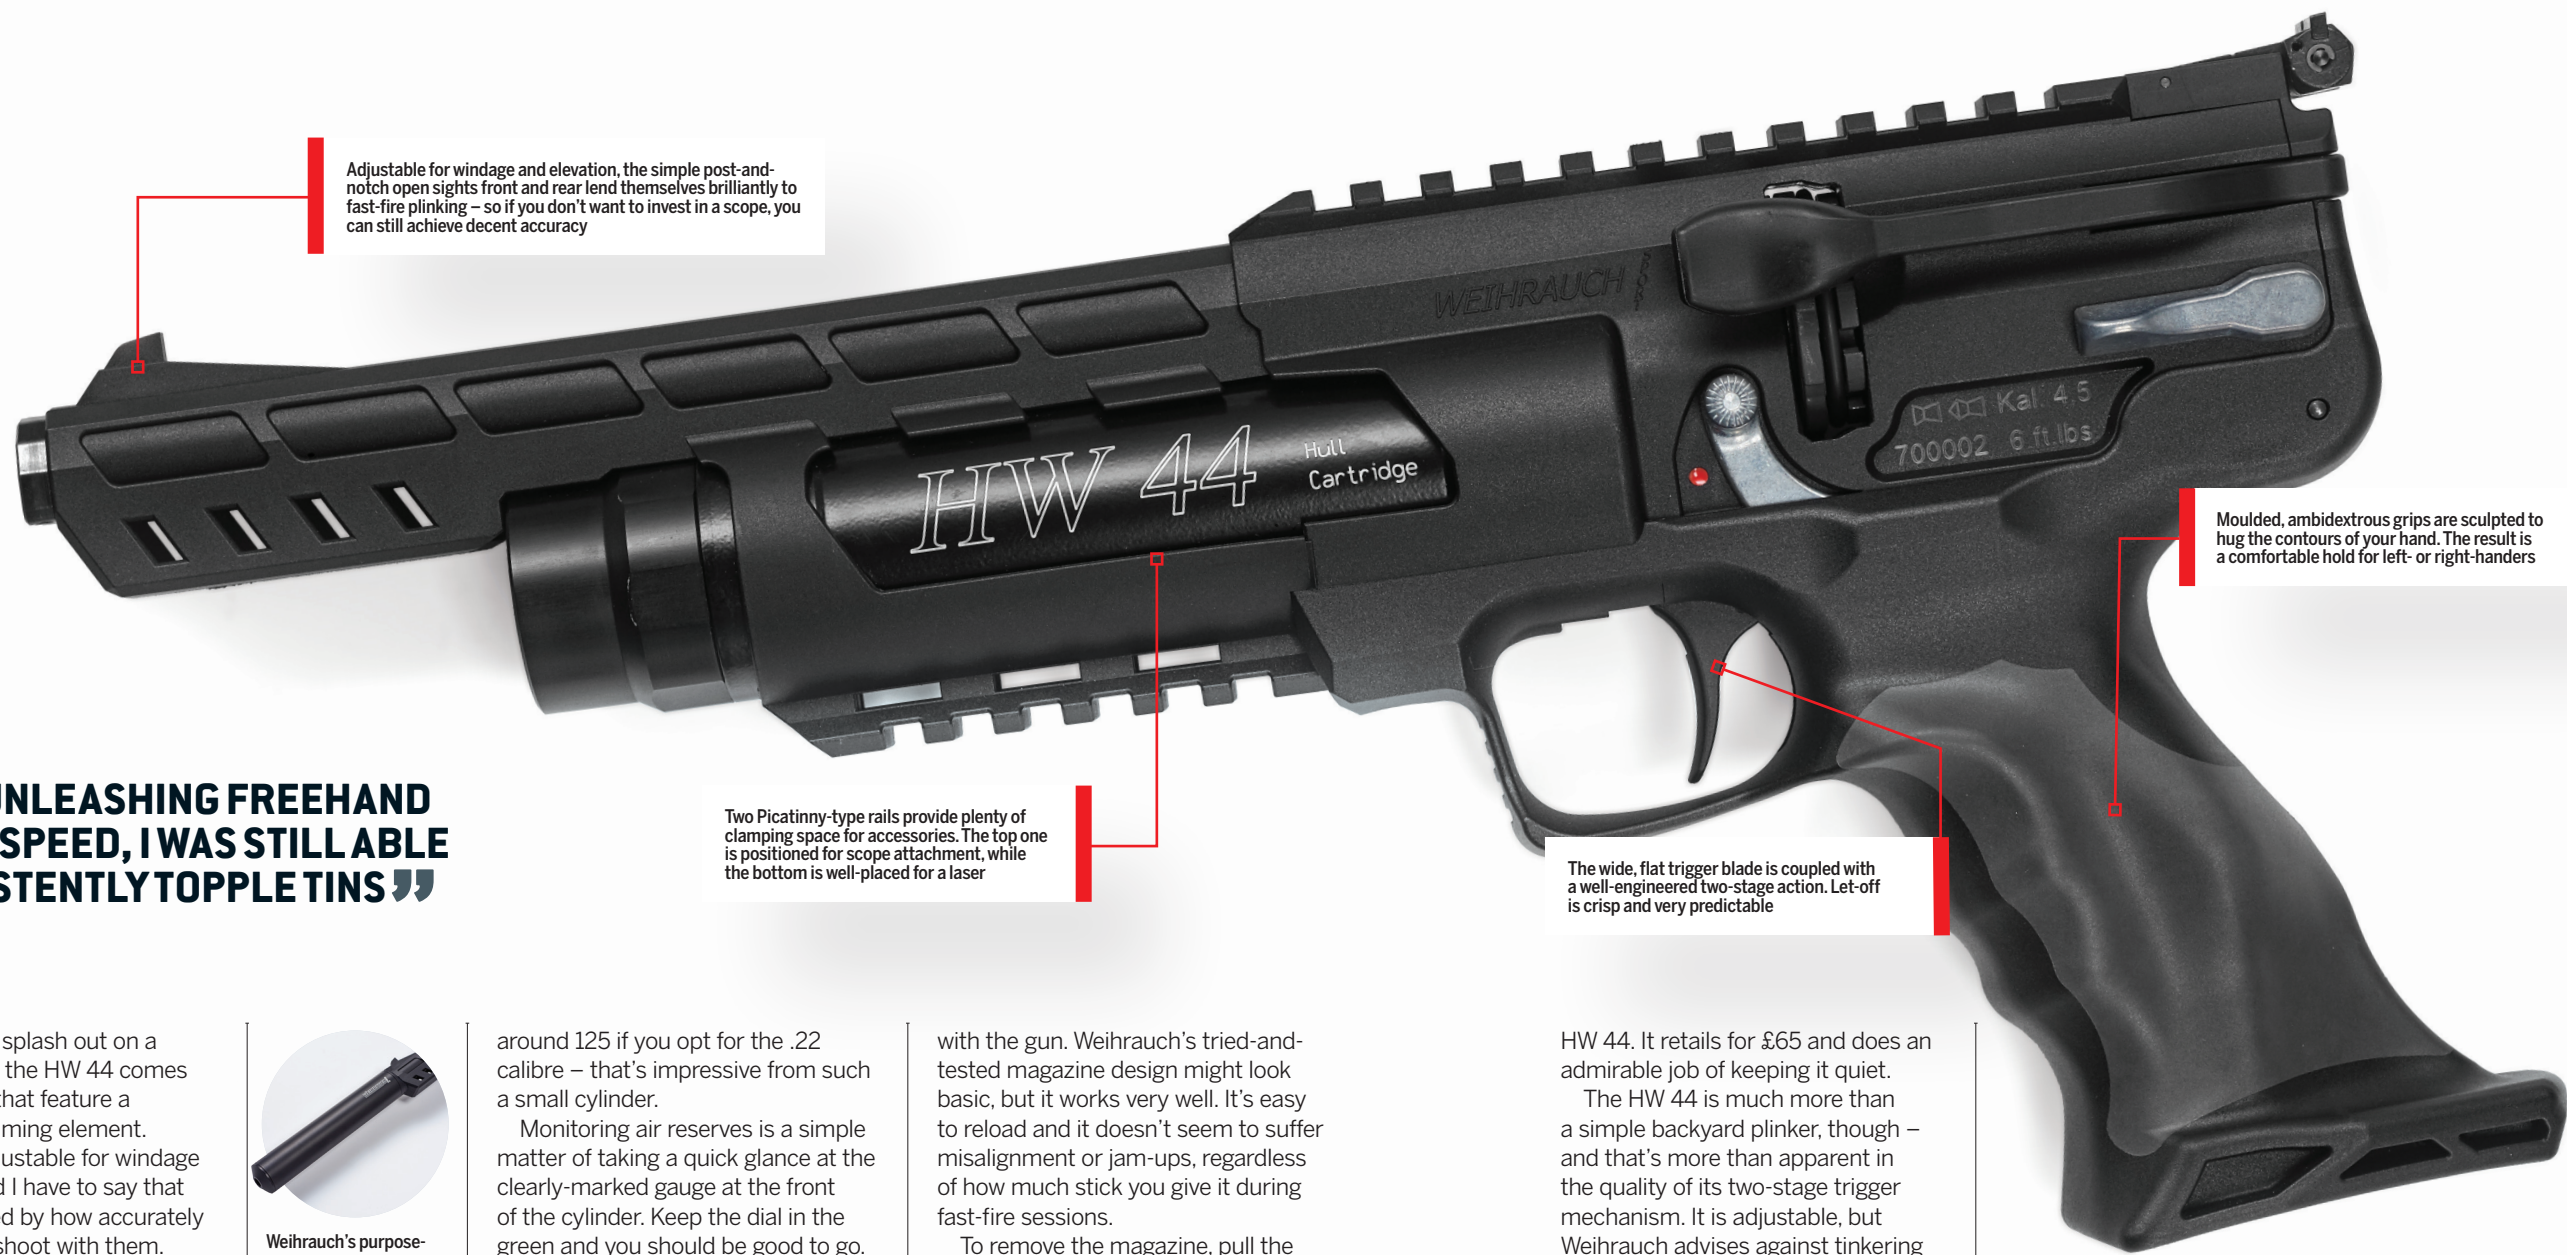 Adjustable for windage and elevation, the simple post-and-
notch open sights front and rear lend themselves brilliantly to
fast-fire plinking – so if you don’t want to invest in a scope, you
can still achieve decent accuracy
WEIHRAUCH
HW 44
Hull
Cartridge
Kal. 4.5
700002 6 ft.lbs
Moulded, ambidextrous grips are sculpted to
hug the contours of your hand. The result is
a comfortable hold for left- or right-handers
Two Picatinny-type rails provide plenty of
clamping space for accessories. The top one
is positioned for scope attachment, while
the bottom is well-placed for a laser
The wide, flat trigger blade is coupled with
a well-engineered two-stage action. Let-off
is crisp and very predictable
NLEASHING FREEHAND
SPEED, I WAS STILL ABLE
STENTLY TOPPLE TINS ”
splash out on a
the HW 44 comes
that feature a
ming element.
ustable for windage
d I have to say that
d by how accurately
shoot with them.
Weihrauch’s purpose-
around 125 if you opt for the .22
calibre – that’s impressive from such
a small cylinder.
Monitoring air reserves is a simple
matter of taking a quick glance at the
clearly-marked gauge at the front
of the cylinder. Keep the dial in the
green and you should be good to go.
with the gun. Weihrauch’s tried-and-
tested magazine design might look
basic, but it works very well. It’s easy
to reload and it doesn’t seem to suffer
misalignment or jam-ups, regardless
of how much stick you give it during
fast-fire sessions.
To remove the magazine, pull the
HW 44. It retails for £65 and does an
admirable job of keeping it quiet.
The HW 44 is much more than
a simple backyard plinker, though –
and that’s more than apparent in
the quality of its two-stage trigger
mechanism. It is adjustable, but
Weihrauch advises against tinkering